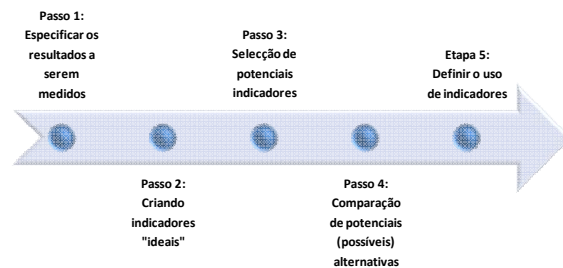 Passo 1:
Especificar os
resultados a
serem
medidos
Passo 2:
Criando
indicadores
"ideais"
Passo 3:
Selecção de
potenciais
indicadores
Passo 4:
Comparação
de potenciais
(possíveis)
alternativas
Etapa 5:
Definir o uso
de indicadores